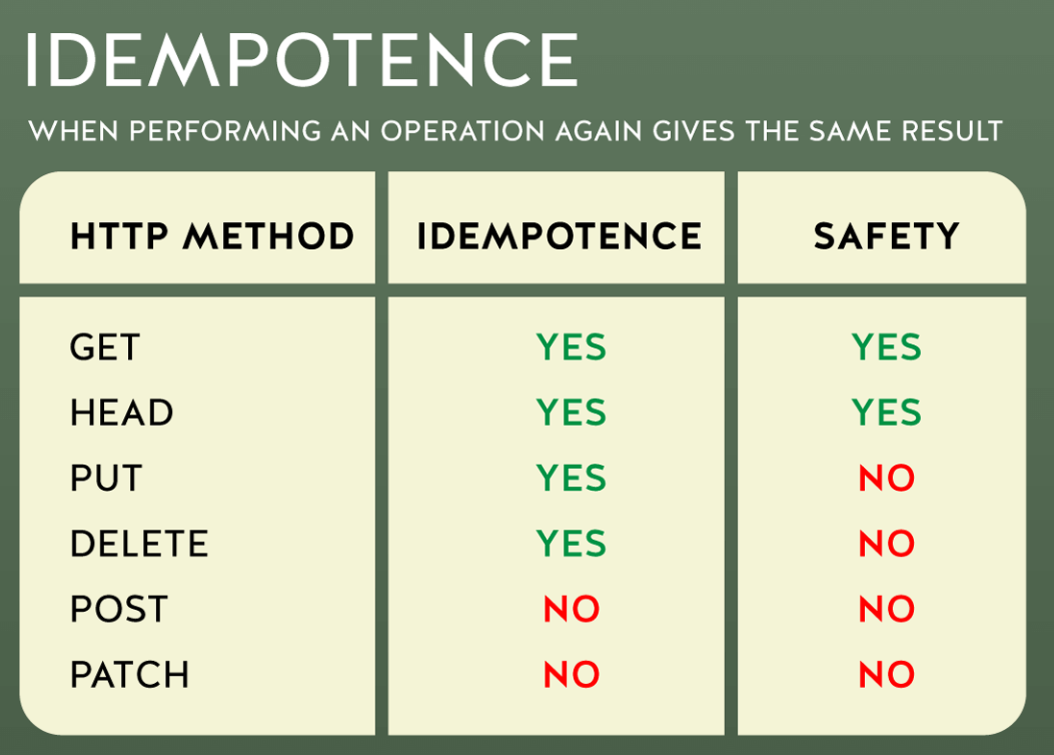 IDEMPOTENCE
WHEN PERFORMING AN OPERATION AGAIN GIVES THE SAME RESULT
HTTP METHOD IDEMPOTENCE SAFETY
GET YES YES
HEAD YES YES
PUT YES NO
DELETE YES NO
POST NO NO
PATCH NO NO